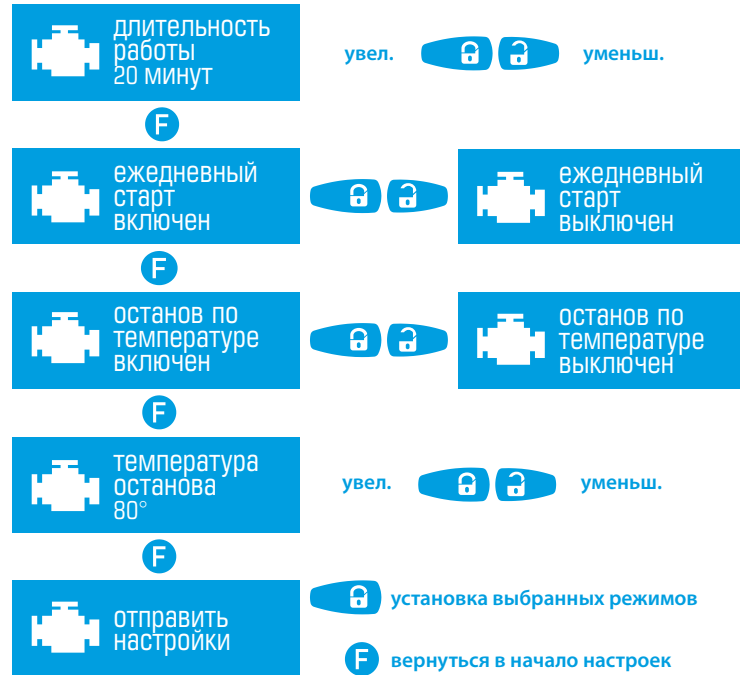 длительность
работы
20 минут
увел.
уменьш.
F
ежедневный
старт
включен
ежедневный
старт
выключен
F
останов по
температуре
включен
останов по
температуре
выключен
F
температура
останова
80°
увел.
уменьш.
F
отправить
настройки
установка выбранных режимов
F вернуться в начало настроек